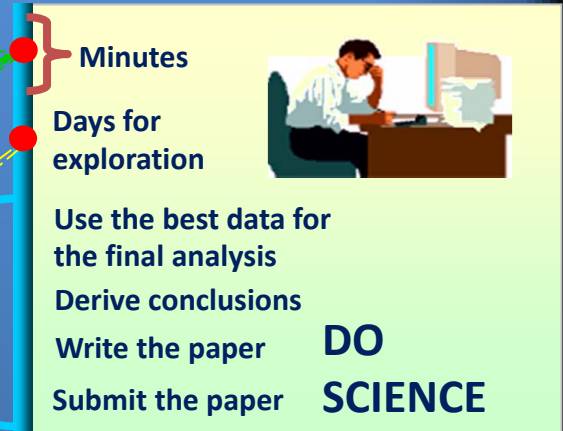 Minutes
Days for
exploration
Use the best data for
the final analysis
Derive conclusions
Write the paper
DO
Submit the paper
SCIENCE